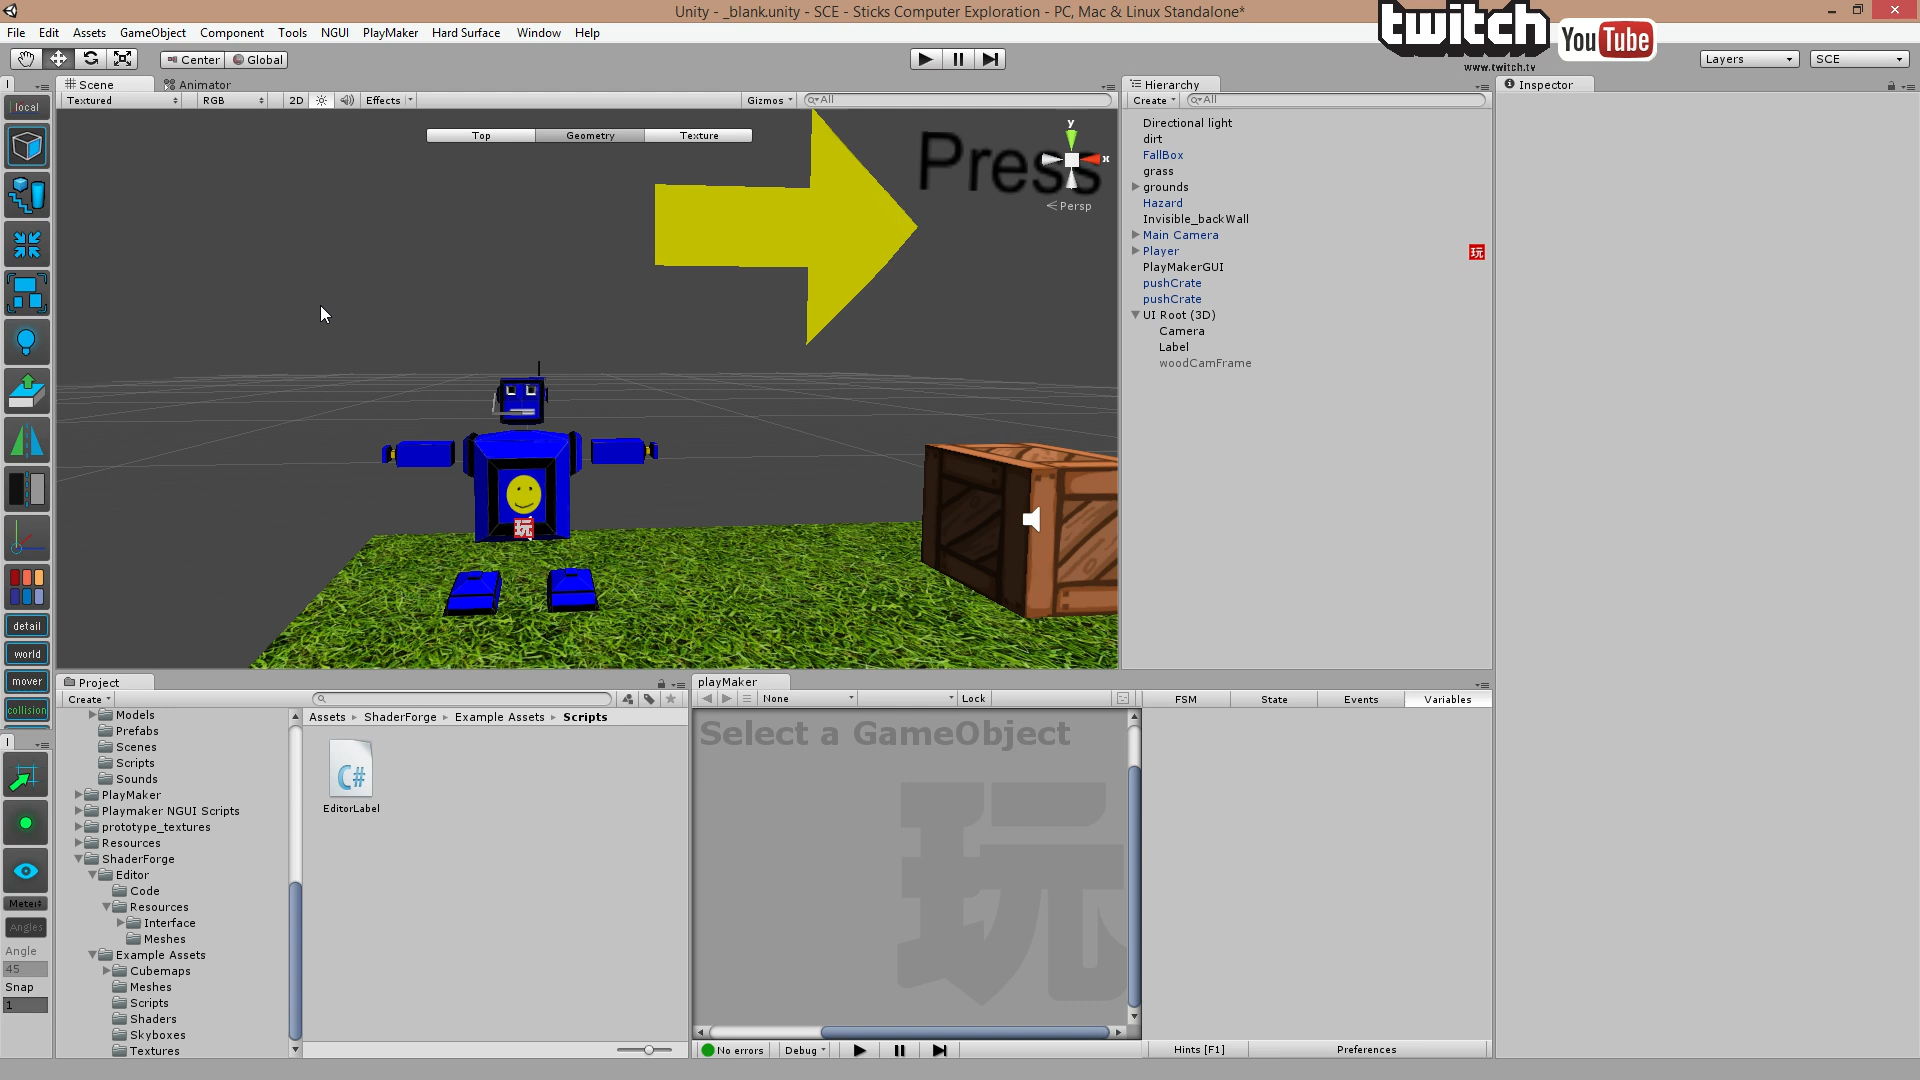 Unity - _blank.unity - SCE - Sticks Computer Exploration - PC, Mac & Linux Standalone*
File Edit Assets GameObject Component Tools NGUI PlayMaker Hard Surface Window Help
twitch
www.twitch.tv
YouTube
Center Global
Layers SCE
Scene Animator
Textured RGB 2D Effects Gizmos All
local
Top Geometry Texture
Press
y
x
Persp
玩
detail
world
mover
collision
Hierarchy
Create All
Directional light
dirt
FallBox
grass
grounds
Hazard
Invisible_backWall
Main Camera
Player 玩
PlayMakerGUI
pushCrate
pushCrate
UI Root (3D)
Camera
Label
woodCamFrame
Inspector
Project
Create
Models
Prefabs
Scenes
Scripts
Sounds
PlayMaker
Playmaker NGUI Scripts
prototype_textures
Resources
ShaderForge
Editor
Code
Resources
Interface
Meshes
Example Assets
Cubemaps
Meshes
Scripts
Shaders
Skyboxes
Textures
Assets ShaderForge Example Assets Scripts
C#
EditorLabel
Angles
Angle
45
Snap
1
playMaker
None Lock
Select a GameObject
玩
No errors Debug
FSM State Events Variables
Hints [F1] Preferences